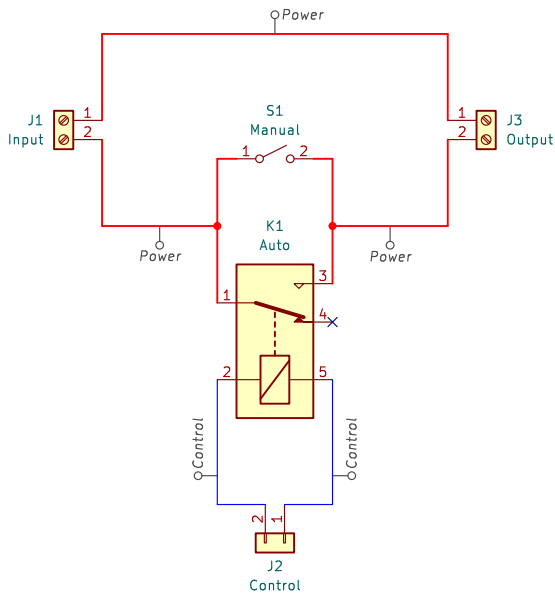 Power
J1
Input
1
2
S1
Manual
1
2
1
2
J3
Output
Power
K1
Auto
Power
3
1
4
2
5
Control
Control
2
1
J2
Control